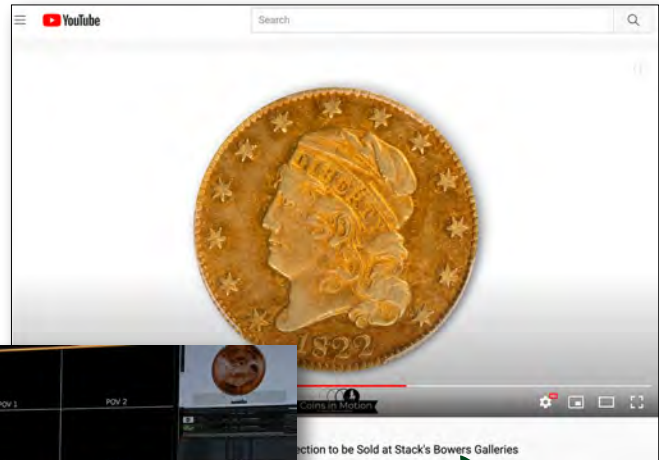 YouTube
Search
LIBERTY
1822
POV 1
POV 2
Coins in Motion
ection to be Sold at Stack's Bowers Galleries